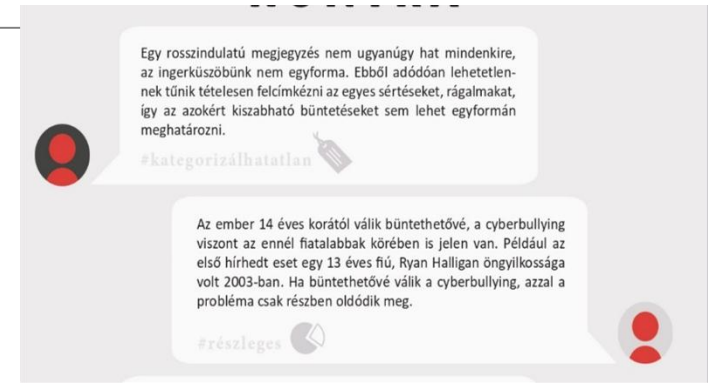 Egy rosszindulatú megjegyzés nem ugyanúgy hat mindenkire,
az ingerküszöbünk nem egyforma. Ebből adódóan lehetetlen-
nek tűnik tételesen felcímkézni az egyes sértéseket, rágalmakat,
így az azokért kiszabható büntetéseket sem lehet egyformán
meghatározni.
#kategorizálhatatlan
Az ember 14 éves korától válik büntethetővé, a cyberbullying
viszont az ennél fiatalabbak körében is jelen van. Például az
első hírhedt eset egy 13 éves fiú, Ryan Halligan öngyilkossága
volt 2003-ban. Ha büntethetővé válik a cyberbullying, azzal a
probléma csak részben oldódik meg.
#részleges